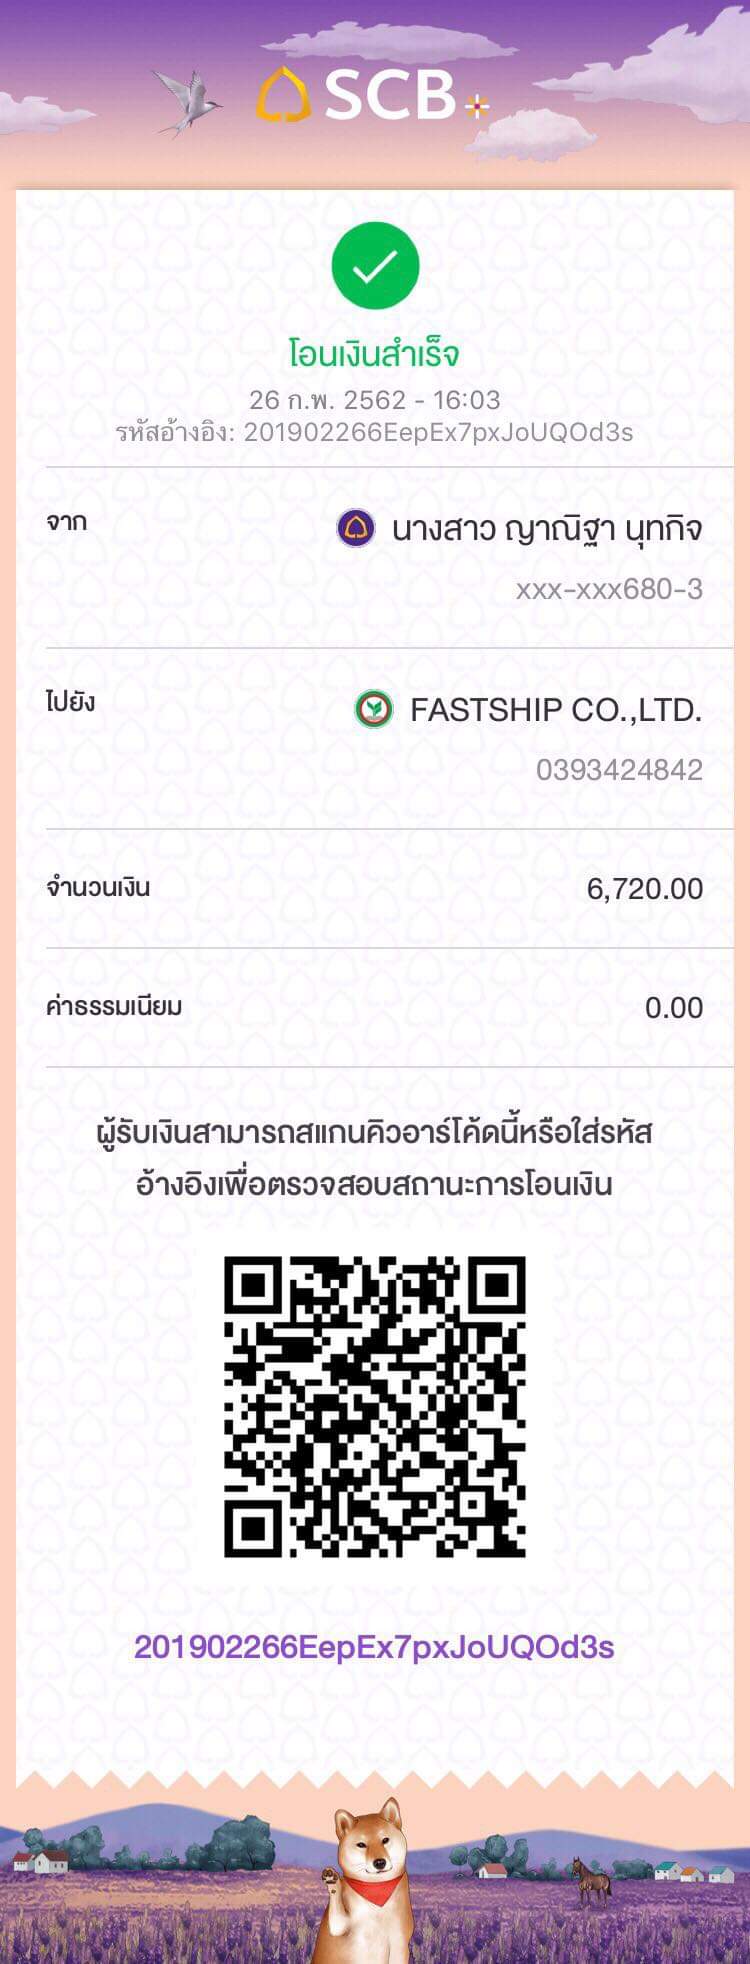 SCB
โอนเงินสำเร็จ
26 ก.พ. 2562 - 16:03
รหัสอ้างอิง: 201902266EepEx7pxJoUQOd3s
จาก
นางสาว ญาณิฐา นุทกิจ
xxx-xxx680-3
ไปยัง
FASTSHIP CO.,LTD.
0393424842
จำนวนเงิน
6,720.00
ค่าธรรมเนียม
0.00
ผู้รับเงินสามารถสแกนคิวอาร์โค้ดนี้หรือใส่รหัส
อ้างอิงเพื่อตรวจสอบสถานะการโอนเงิน
201902266EepEx7pxJoUQOd3s